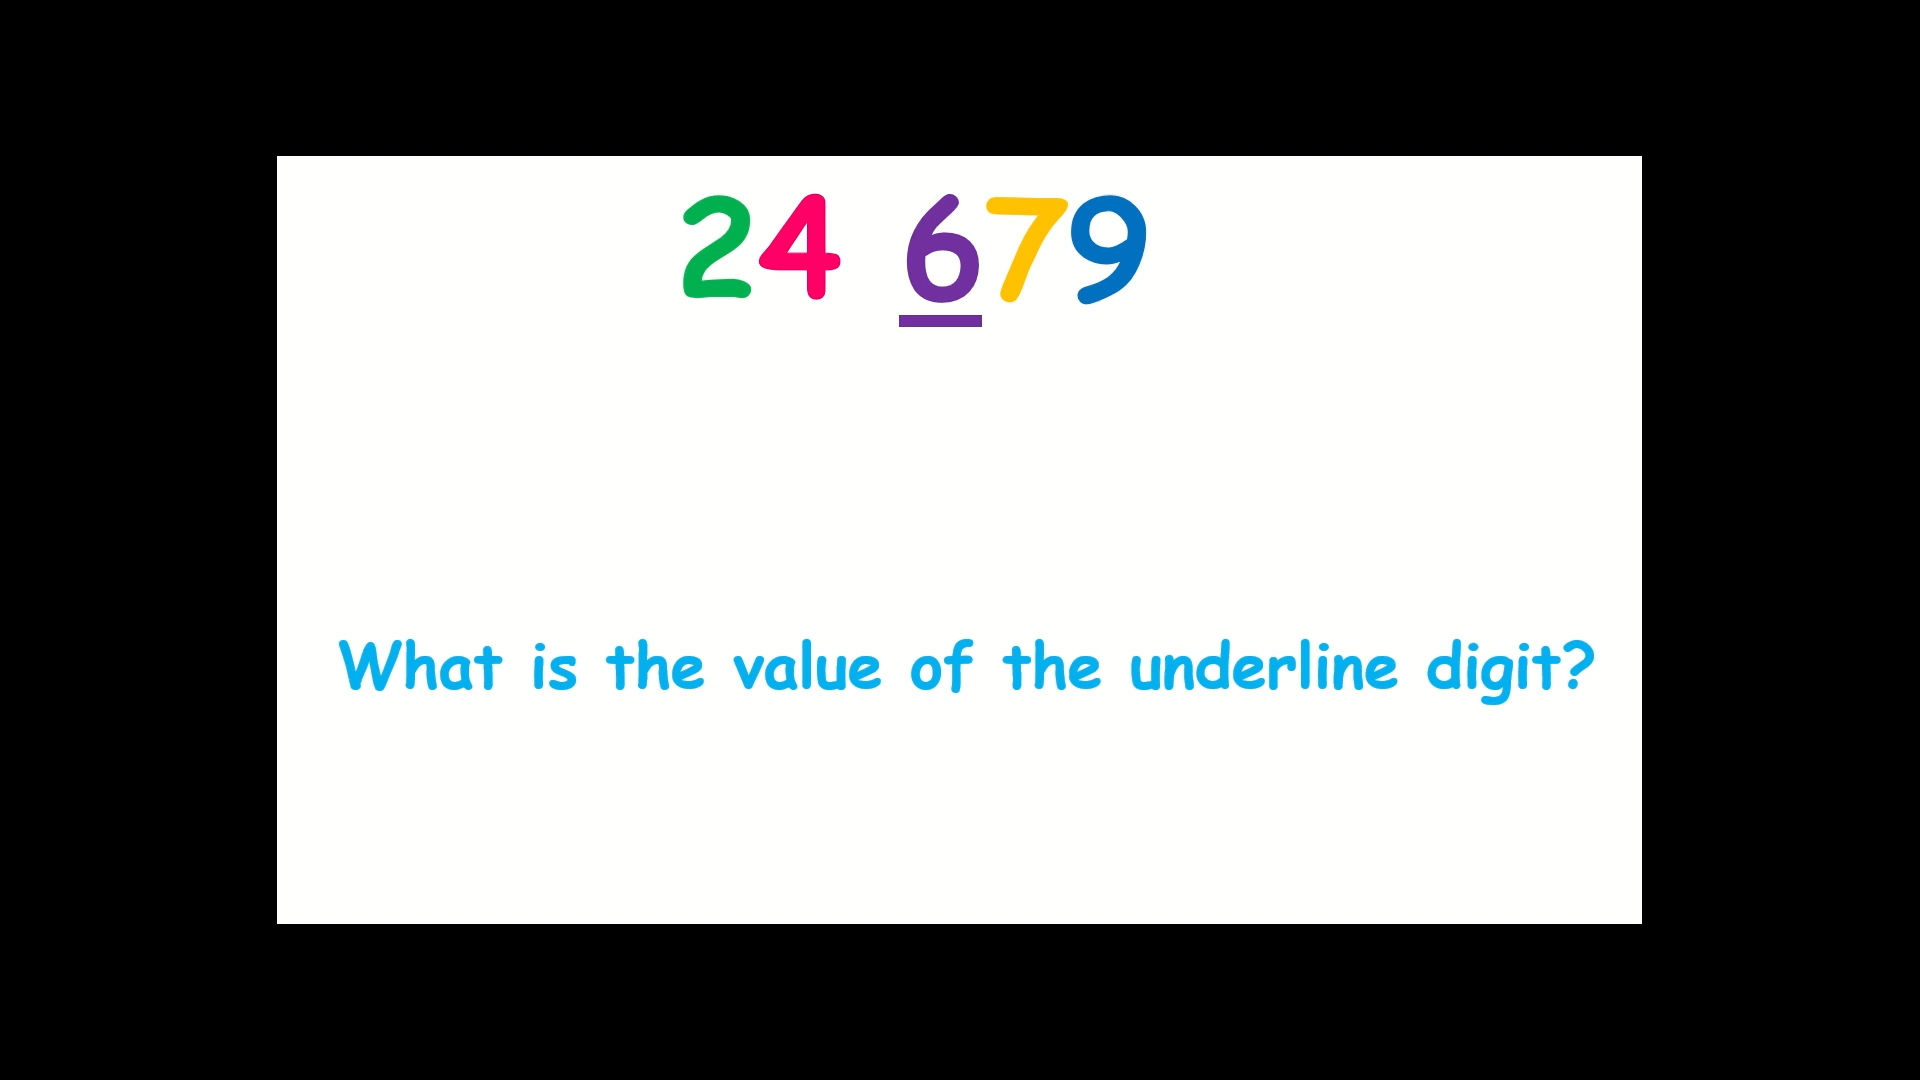 24 679
What is the value of the underline digit?